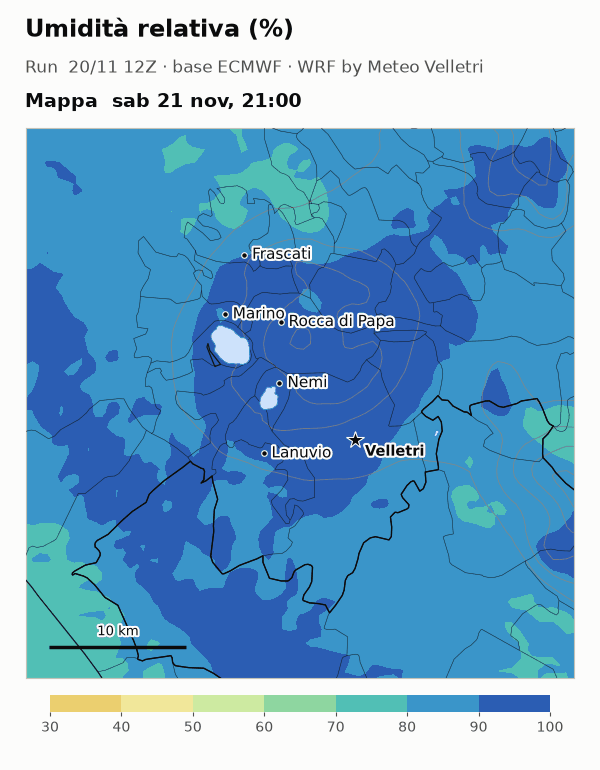 Umidità relativa (%)
Run  20/11 12Z · base ECMWF · WRF by Meteo Velletri
Mappa  sab 21 nov, 21:00
Frascati
Marino
Rocca di Papa
Nemi
Velletri
Lanuvio
10 km
30 40 50 60 70 80 90 100